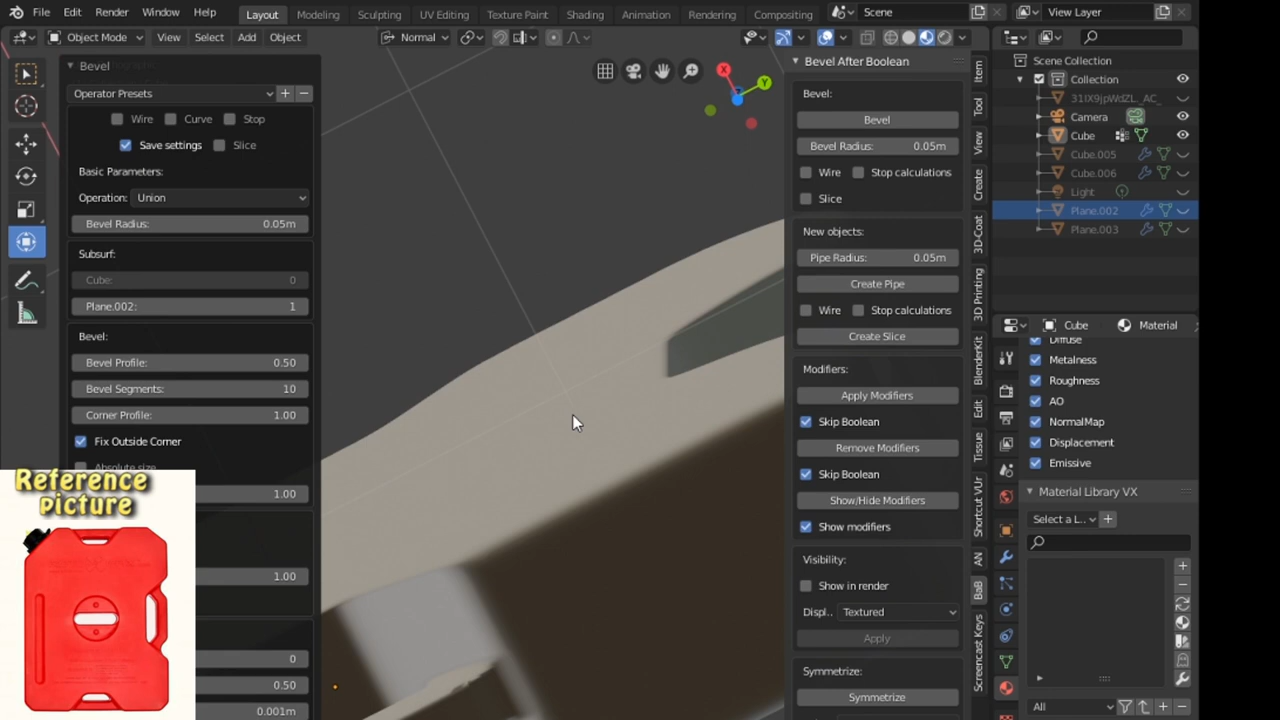 File Edit Render Window Help Layout Modeling Sculpting UV Editing Texture Paint Shading Animation Rendering Compositing Scene View Layer
Object Mode View Select Add Object Normal
Bevel
Operator Presets
Wire Curve Stop
Save settings Slice
Basic Parameters:
Operation: Union
Bevel Radius: 0.05m
Subsurf:
Cube: 0
Plane.002: 1
Bevel:
Bevel Profile: 0.50
Bevel Segments: 10
Corner Profile: 1.00
Fix Outside Corner
Absolute size
1.00
1.00
0
0.50
0.001m
Reference
picture
X
Y
Bevel After Boolean
Bevel:
Bevel
Bevel Radius: 0.05m
Wire Stop calculations
Slice
New objects:
Pipe Radius: 0.05m
Create Pipe
Wire Stop calculations
Create Slice
Modifiers:
Apply Modifiers
Skip Boolean
Remove Modifiers
Skip Boolean
Show/Hide Modifiers
Show modifiers
Visibility:
Show in render
Displ.. Textured
Apply
Symmetrize:
Symmetrize
Item
Tool
View
Create
3D-Coat
3D Printing
BlenderKit
Edit
Tissue
Shortcut VUr
AN
BaB
Screencast Keys
Scene Collection
Collection
31IX9jpWdZL._AC_
Camera
Cube
Cube.005
Cube.006
Light
Plane.002
Plane.003
Cube Material
Diffuse
Metalness
Roughness
AO
NormalMap
Displacement
Emissive
Material Library VX
Select a L..
All